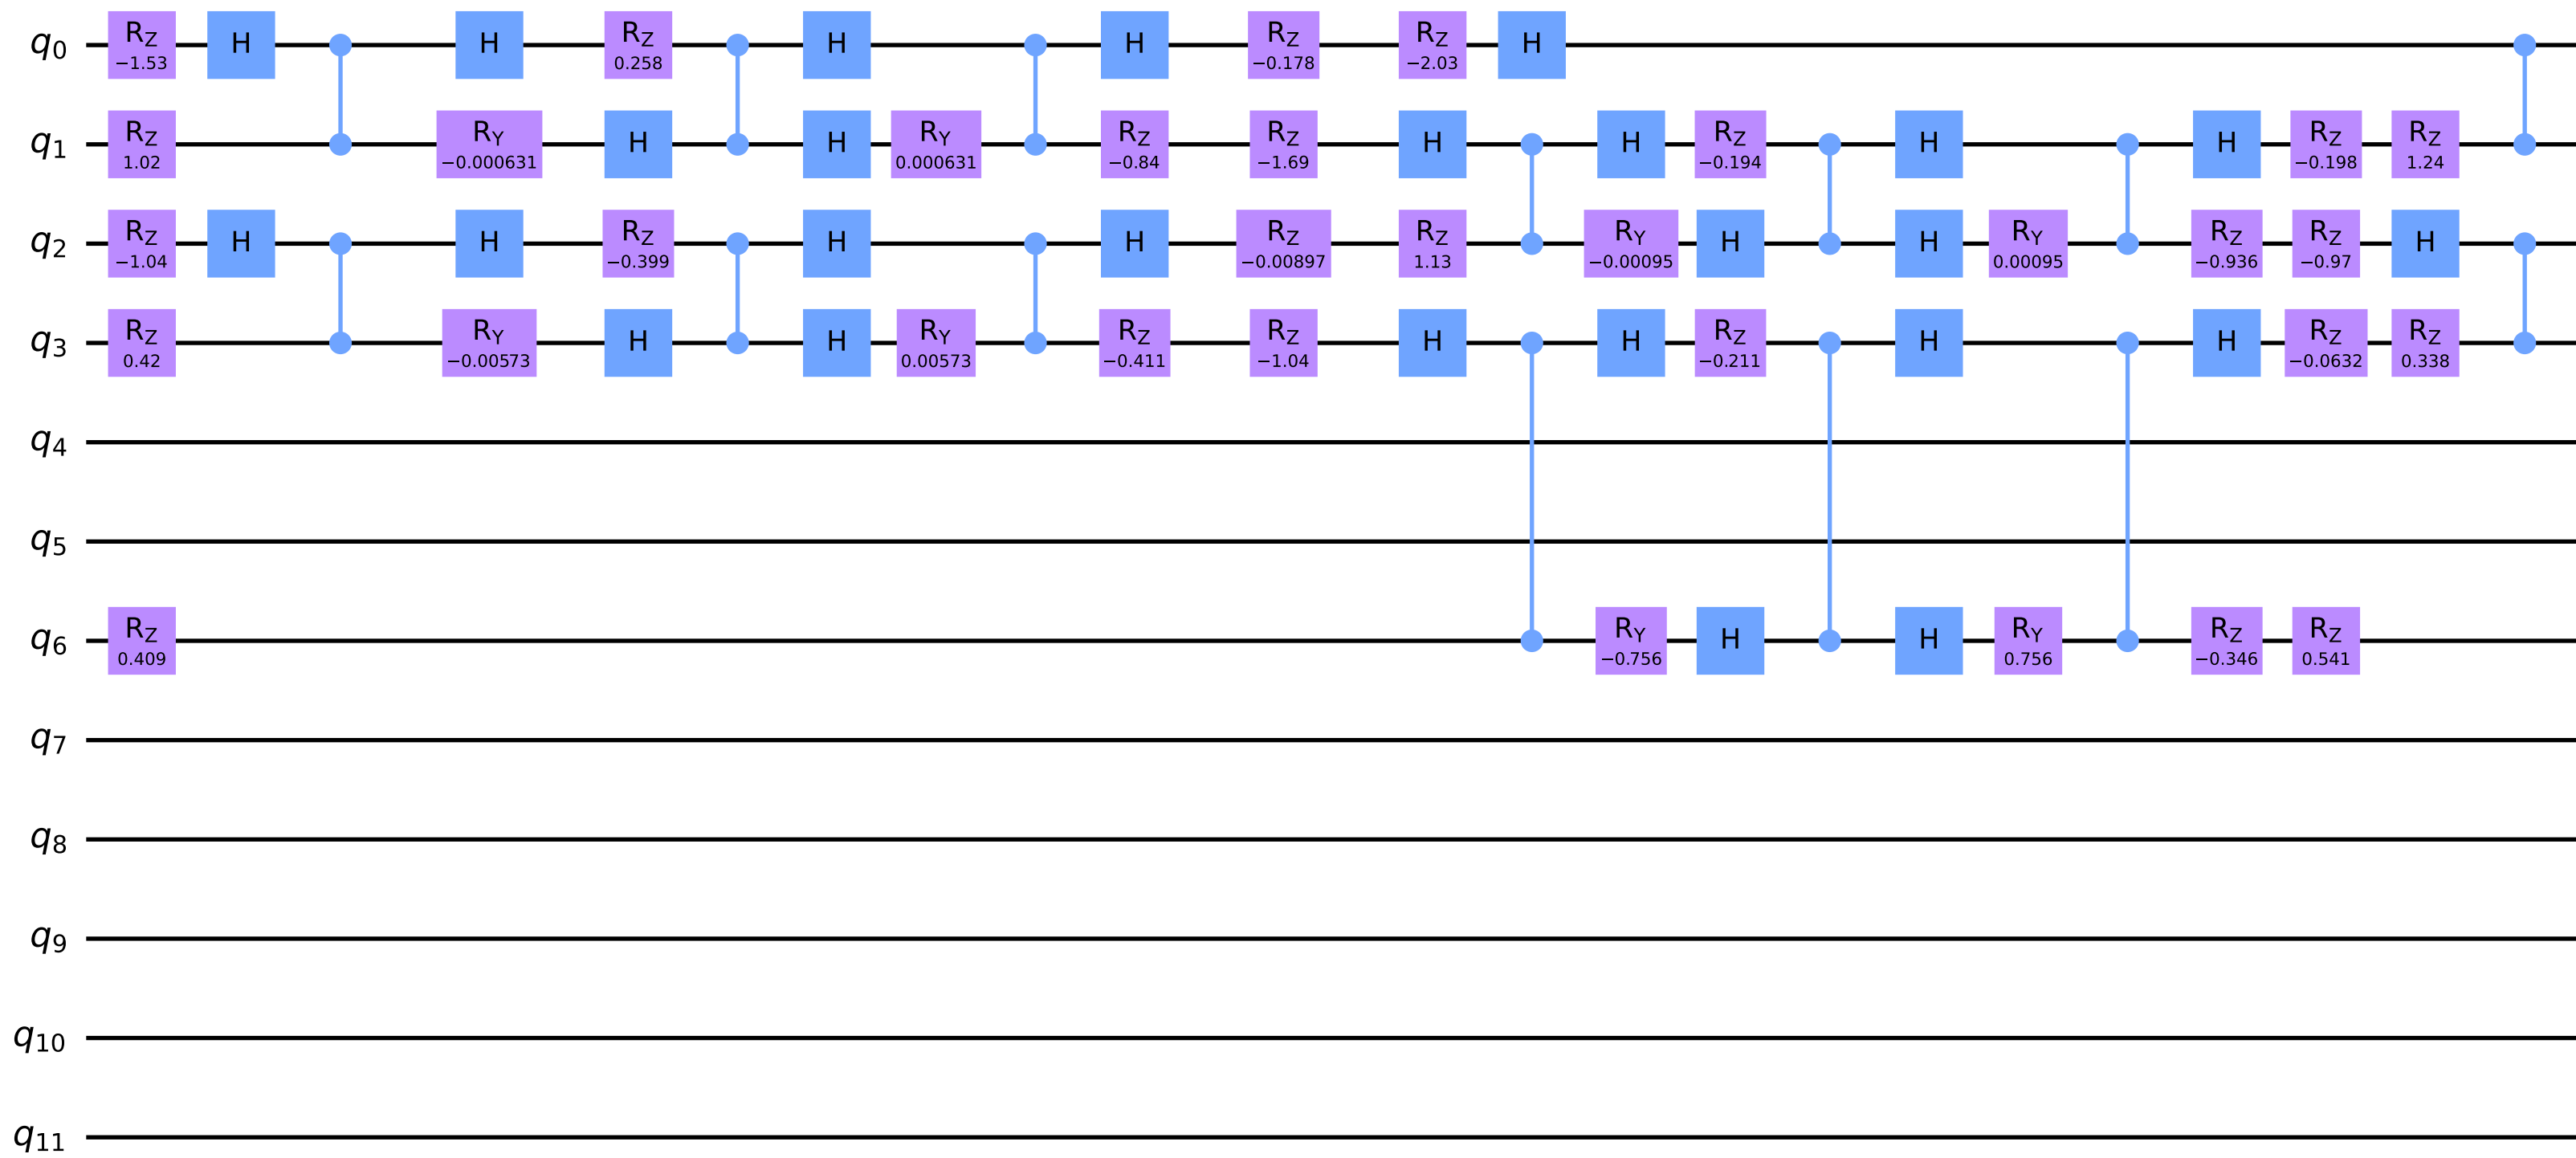 q0 RZ −1.53 H H RZ 0.258 H H RZ −0.178 RZ −2.03 H
q1 RZ 1.02 RY −0.000631 H H RY 0.000631 RZ −0.84 RZ −1.69 H H RZ −0.194 H H RZ −0.198 RZ 1.24
q2 RZ −1.04 H H RZ −0.399 H H RZ −0.00897 RZ 1.13 RY −0.00095 H H RY 0.00095 RZ −0.936 RZ −0.97 H
q3 RZ 0.42 RY −0.00573 H H RY 0.00573 RZ −0.411 RZ −1.04 H H RZ −0.211 H H RZ −0.0632 RZ 0.338
q4
q5
q6 RZ 0.409 RY −0.756 H H RY 0.756 RZ −0.346 RZ 0.541
q7
q8
q9
q10
q11